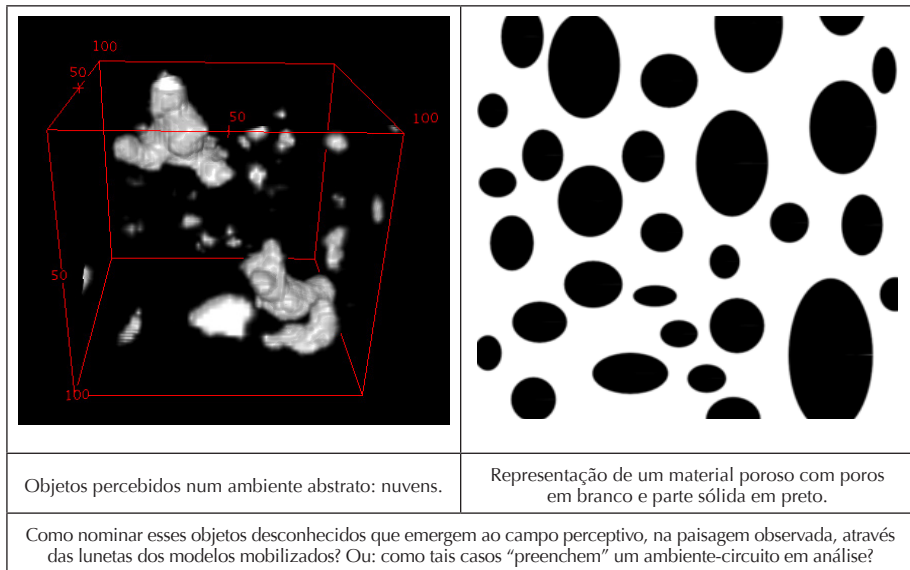 100
50
50
100
50
100
Objetos percebidos num ambiente abstrato: nuvens.
Representação de um material poroso com poros
em branco e parte sólida em preto.
Como nominar esses objetos desconhecidos que emergem ao campo perceptivo, na paisagem observada, através
das lunetas dos modelos mobilizados? Ou: como tais casos “preenchem” um ambiente-circuito em análise?